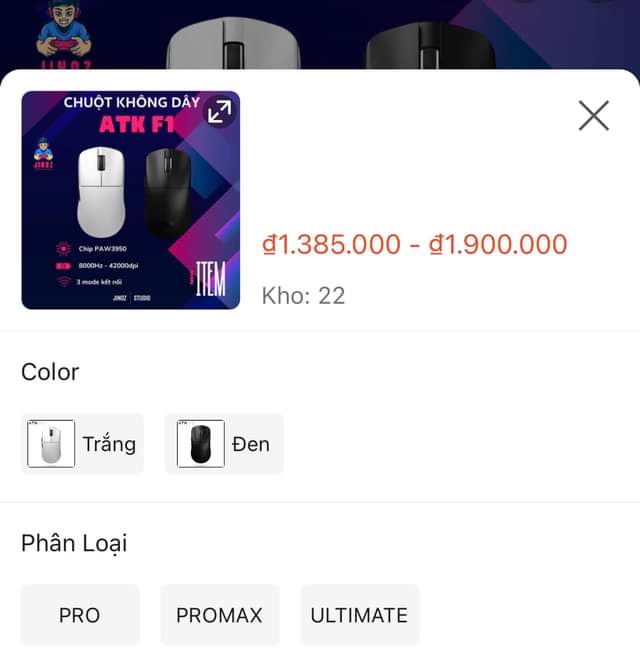 JINOZ
CHUỘT KHÔNG DÂY
ATK F1
JINOZ
Chip PAW3950
8000Hz - 42000dpi
3 mode kết nối
ITEM
JINOZ | STUDIO
₫1.385.000 - ₫1.900.000
Kho: 22
Color
Trắng
Đen
Phân Loại
PRO
PROMAX
ULTIMATE